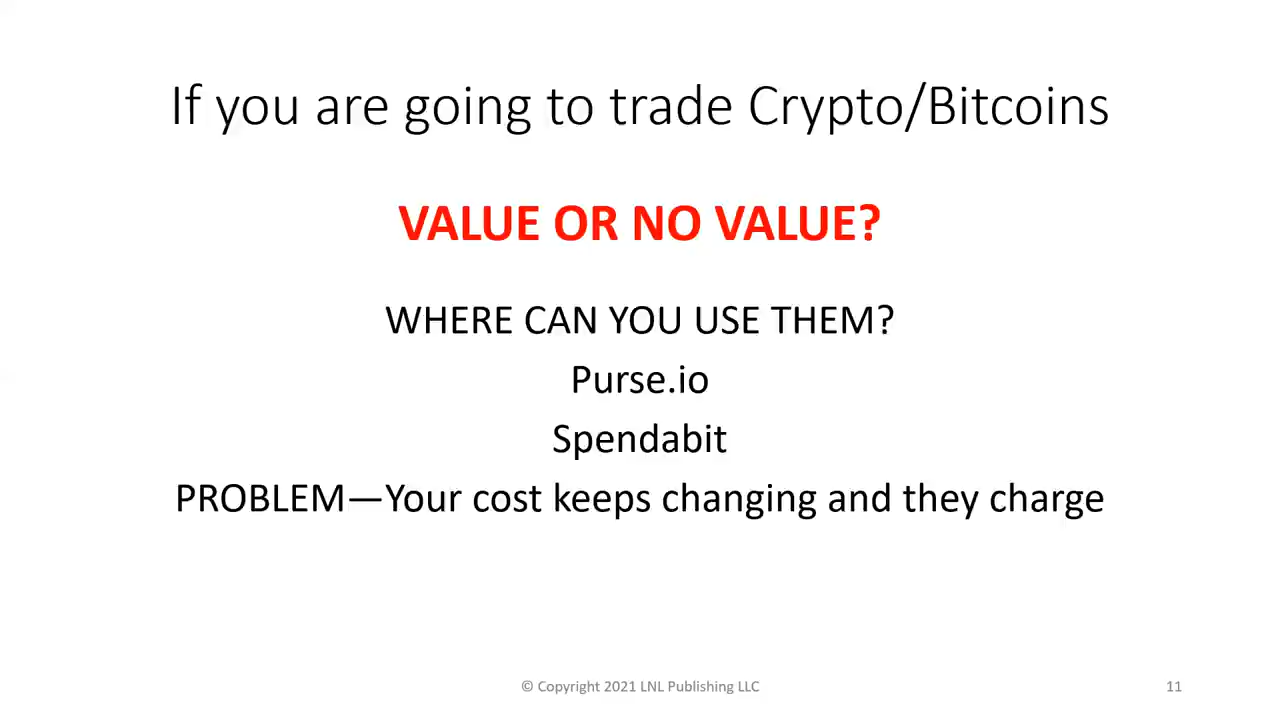 If you are going to trade Crypto/Bitcoins
VALUE OR NO VALUE?
WHERE CAN YOU USE THEM?
Purse.io
Spendabit
PROBLEM—Your cost keeps changing and they charge
© Copyright 2021 LNL Publishing LLC
11